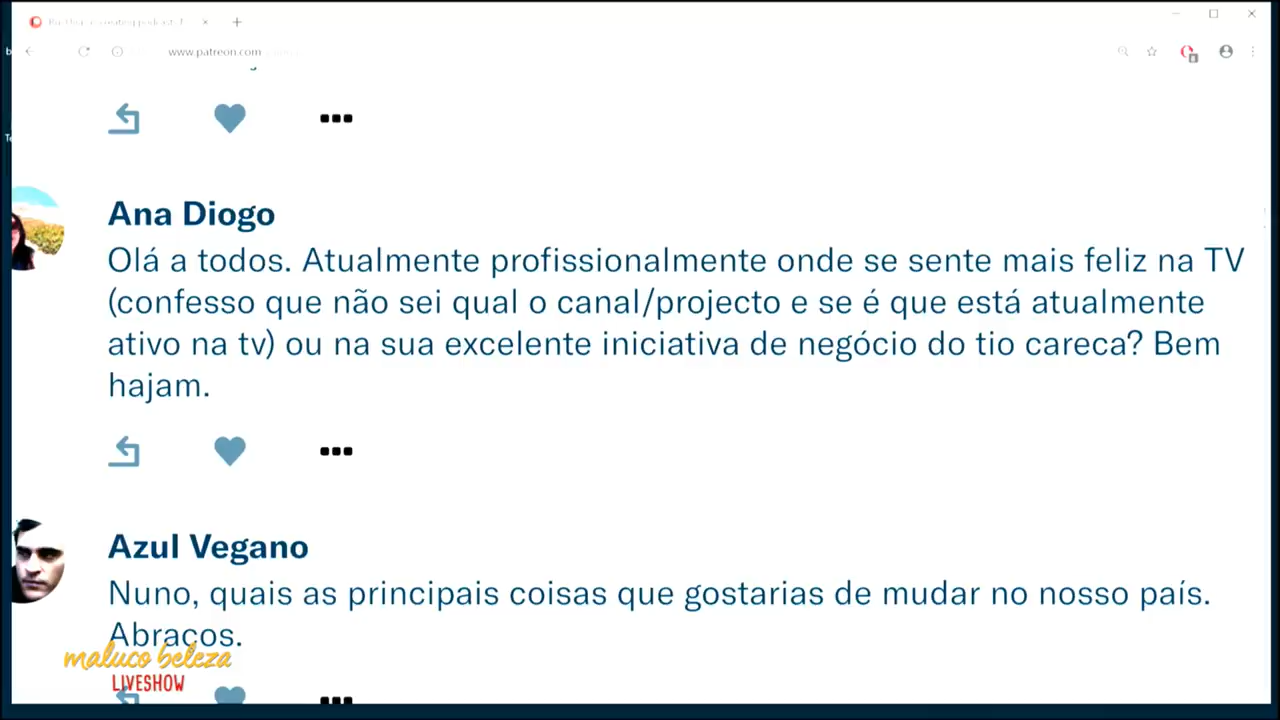 www.patreon.com
Ana Diogo
Olá a todos. Atualmente profissionalmente onde se sente mais feliz na TV
(confesso que não sei qual o canal/projecto e se é que está atualmente
ativo na tv) ou na sua excelente iniciativa de negócio do tio careca? Bem
hajam.
Azul Vegano
Nuno, quais as principais coisas que gostarias de mudar no nosso país.
Abraços.
maluco beleza
LIVESHOW